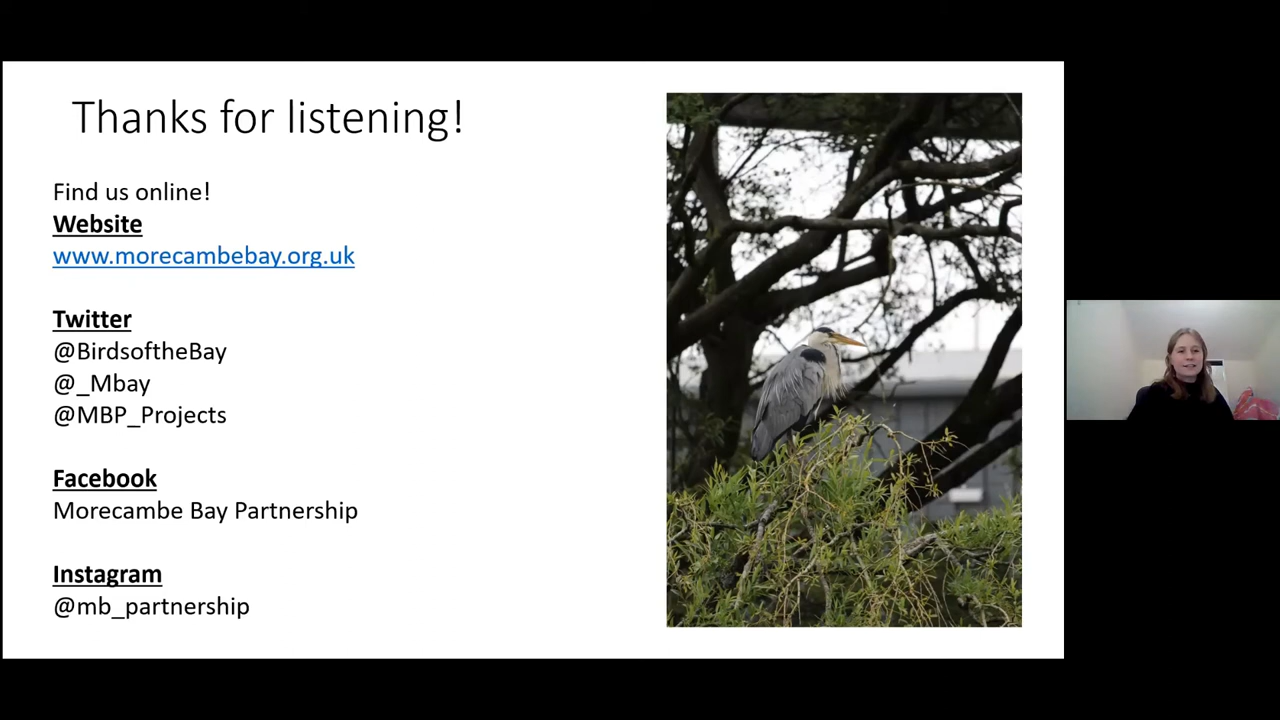 Thanks for listening!
Find us online!
Website
www.morecambebay.org.uk
Twitter
@BirdsoftheBay
@_Mbay
@MBP_Projects
Facebook
Morecambe Bay Partnership
Instagram
@mb_partnership